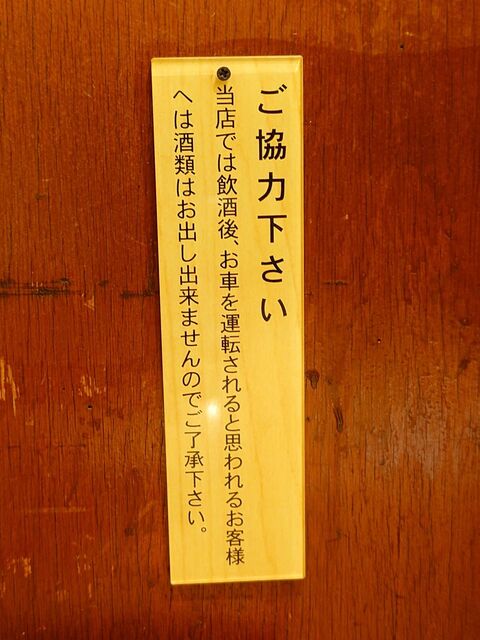 ご協力下さい
当店では飲酒後、お車を運転されると思われるお客様
へは酒類はお出し出来ませんのでご了承下さい。